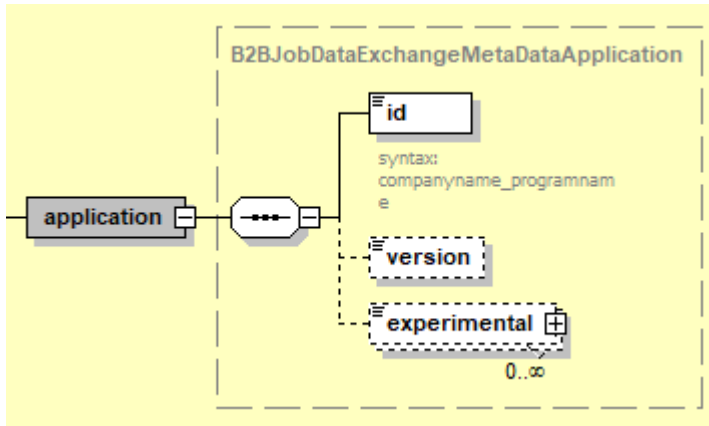 B2BJobDataExchangeMetaDataApplication
id
syntax:
companyname_programnam
e
application
version
experimental
0..∞